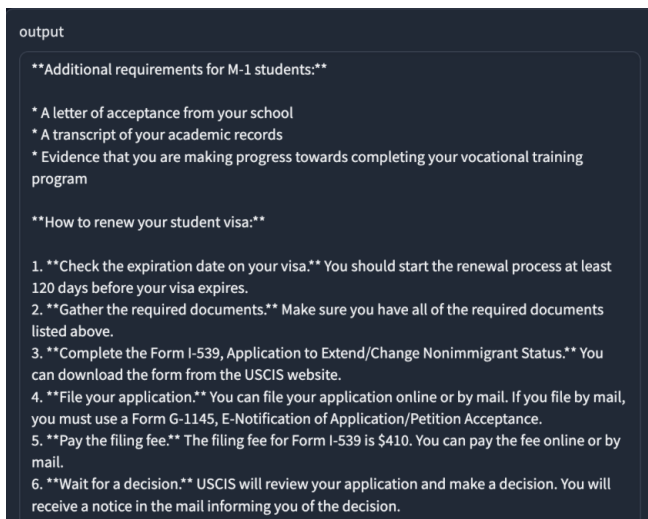 output
**Additional requirements for M-1 students:**
* A letter of acceptance from your school
* A transcript of your academic records
* Evidence that you are making progress towards completing your vocational training
program
**How to renew your student visa:**
1. **Check the expiration date on your visa.** You should start the renewal process at least
120 days before your visa expires.
2. **Gather the required documents.** Make sure you have all of the required documents
listed above.
3. **Complete the Form I-539, Application to Extend/Change Nonimmigrant Status.** You
can download the form from the USCIS website.
4. **File your application.** You can file your application online or by mail. If you file by mail,
you must use a Form G-1145, E-Notification of Application/Petition Acceptance.
5. **Pay the filing fee.** The filing fee for Form I-539 is $410. You can pay the fee online or by
mail.
6. **Wait for a decision.** USCIS will review your application and make a decision. You will
receive a notice in the mail informing you of the decision.